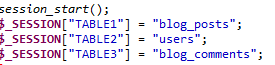 session_start();
$_SESSION["TABLE1"] = "blog_posts";
$_SESSION["TABLE2"] = "users";
$_SESSION["TABLE3"] = "blog_comments";